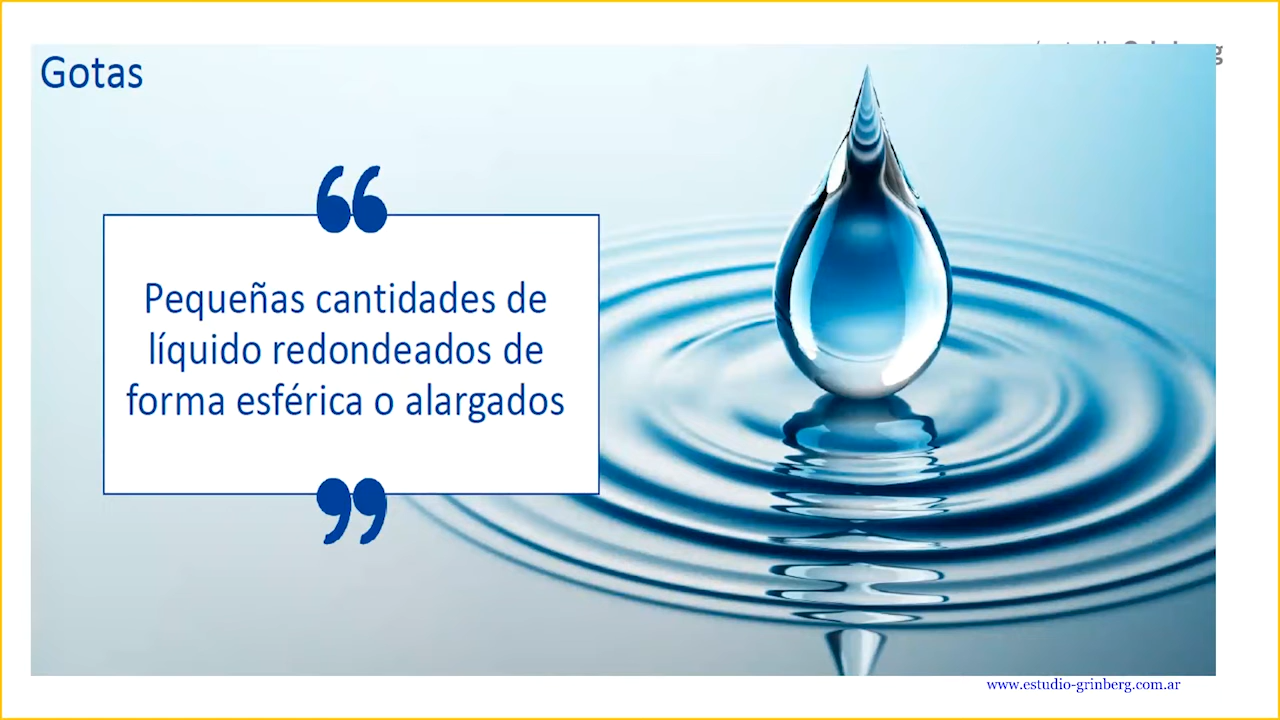 Gotas
“
Pequeñas cantidades de
líquido redondeados de
forma esférica o alargados
”
www.estudio-grinberg.com.ar